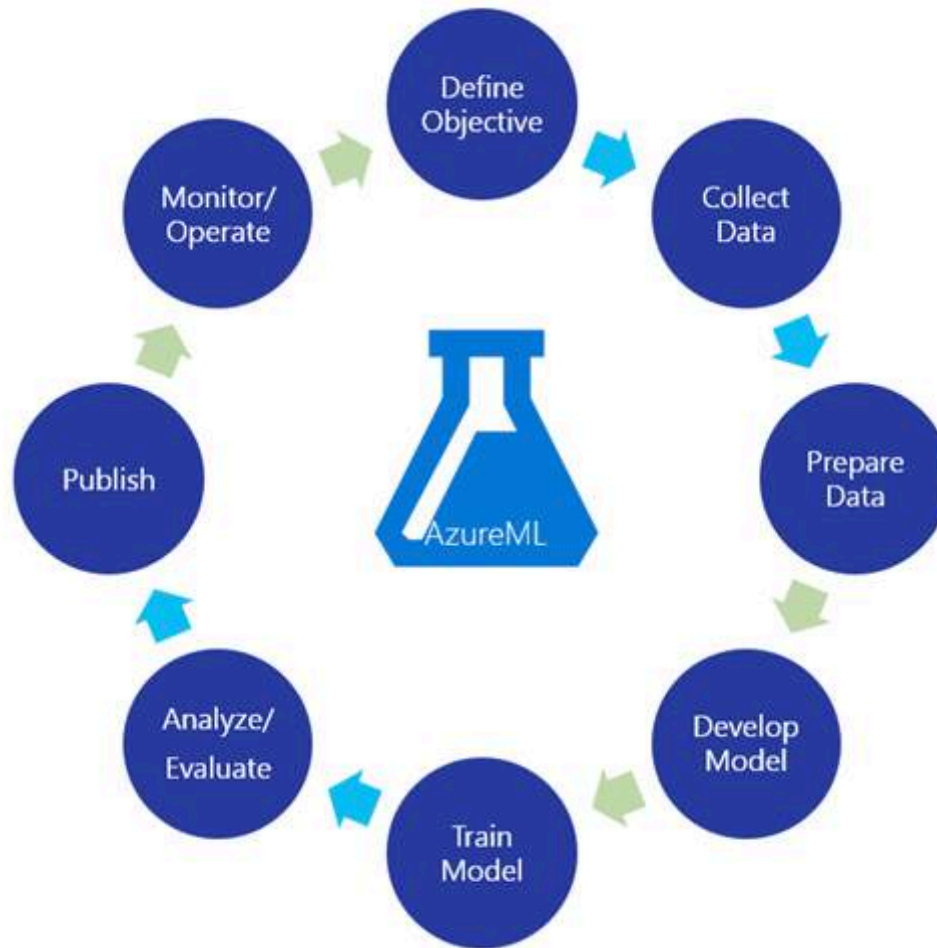 Define
Objective
Collect
Data
Prepare
Data
Develop
Model
Train
Model
Analyze/
Evaluate
Publish
Monitor/
Operate
AzureML